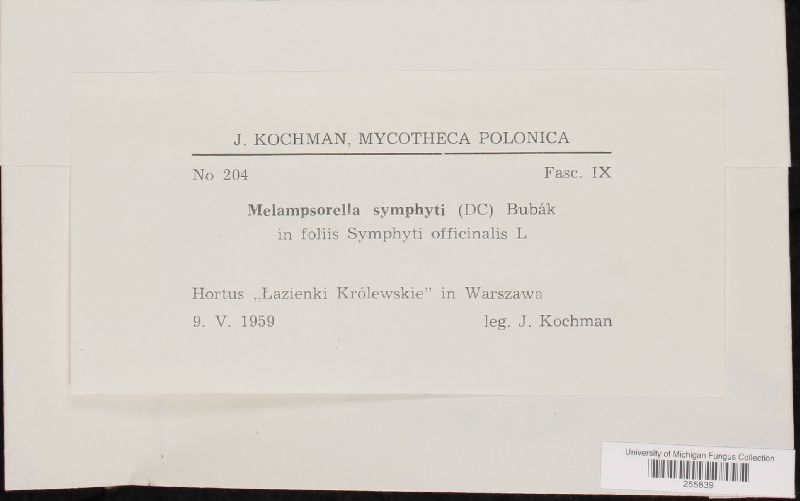 J. KOCHMAN, MYCOTHECA POLONICA
No 204 Fasc. IX
Melampsorella symphyti (DC) Bubák
in foliis Symphyti officinalis L
Hortus „Łazienki Królewskie” in Warszawa
9. V. 1959 leg. J. Kochman
University of Michigan Fungus Collection
255839